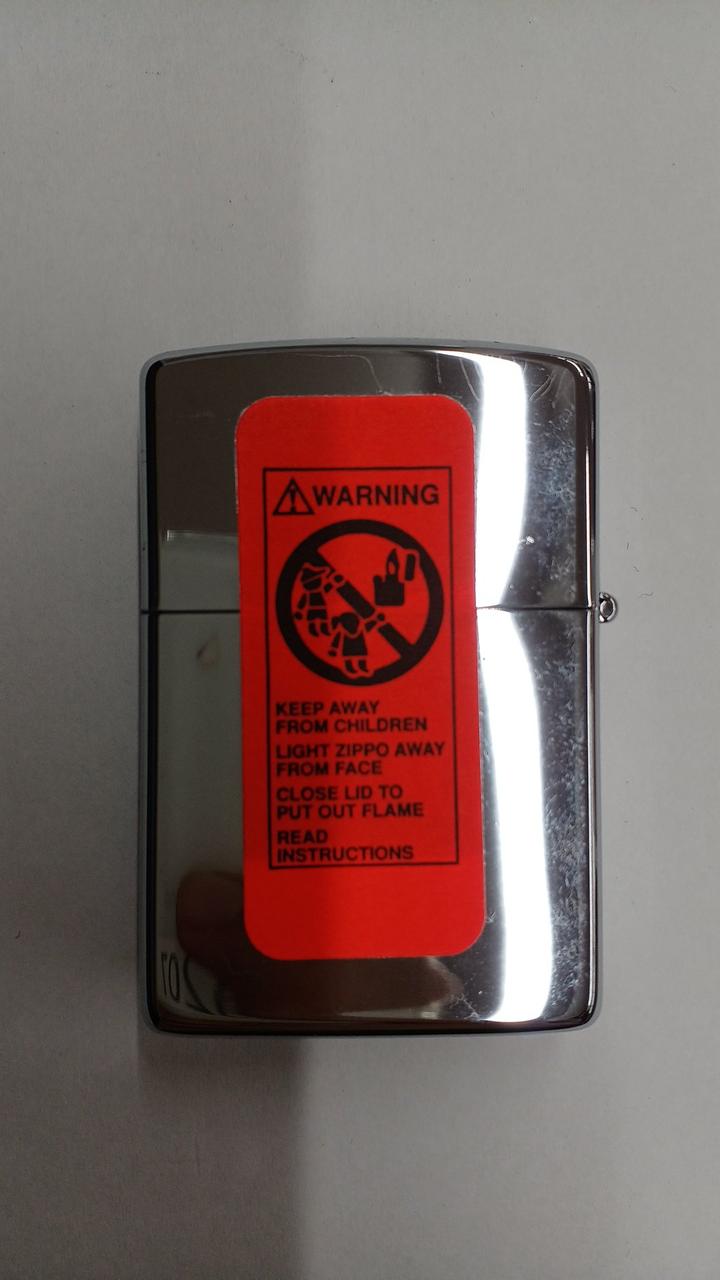 WARNING
KEEP AWAY
FROM CHILDREN
LIGHT ZIPPO AWAY
FROM FACE
CLOSE LID TO
PUT OUT FLAME
READ
INSTRUCTIONS